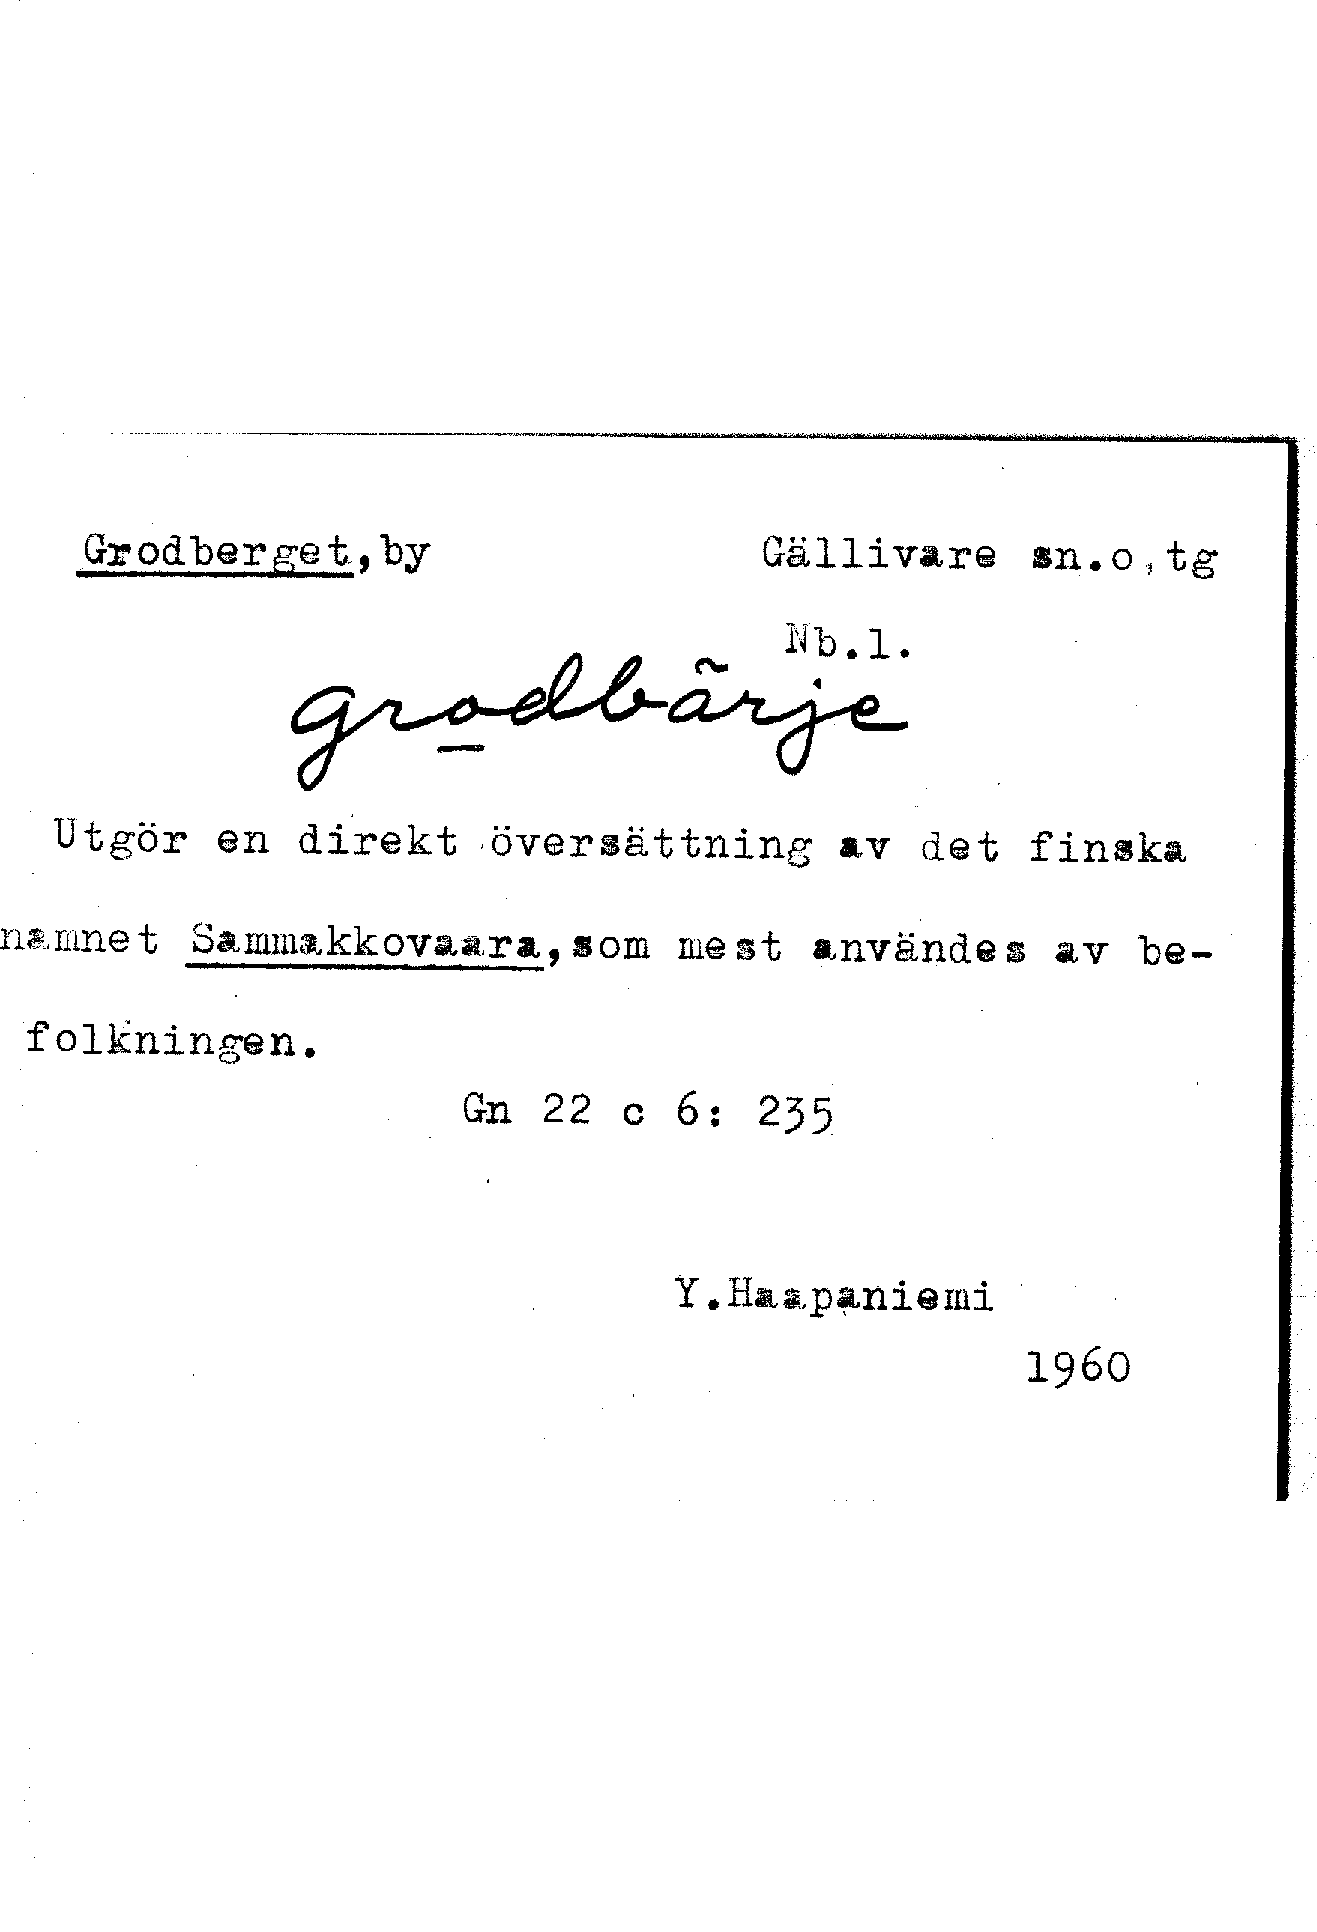 Grodberget,by Gällivare sn.o,tg
Nb.l.
grodbärje
Utgör en direkt översättning av det finska
namnet Sammakkovaara,som mest användes av be-
folkningen.
Gn 22 c 6: 235
Y.Haapaniemi
1960